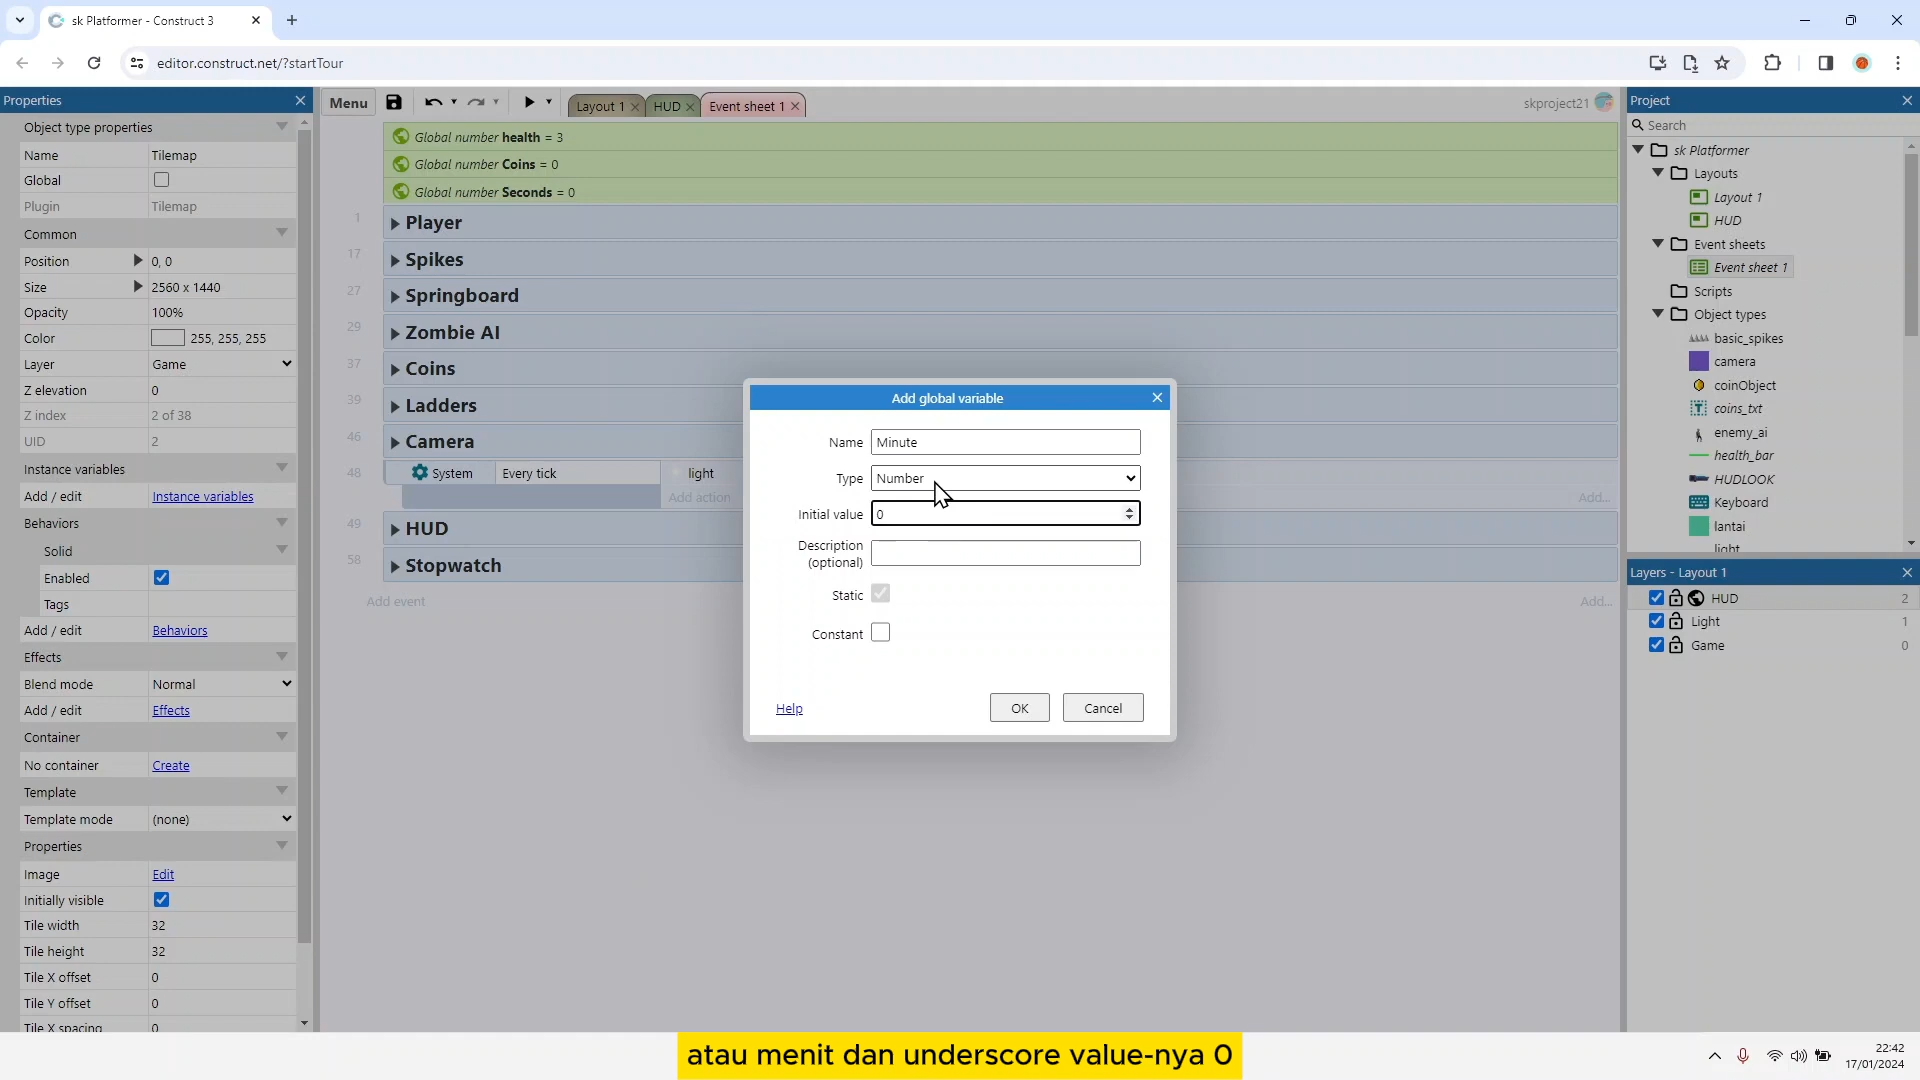 sk Platformer - Construct 3
editor.construct.net/?startTour
Properties
Object type properties
Name Tilemap
Global
Plugin Tilemap
Common
Position 0, 0
Size 2560 x 1440
Opacity 100%
Color 255, 255, 255
Layer Game
Z elevation 0
Z index 2 of 38
UID 2
Instance variables
Add / edit Instance variables
Behaviors
Solid
Enabled
Tags
Add / edit Behaviors
Effects
Blend mode Normal
Add / edit Effects
Container
No container Create
Template
Template mode (none)
Properties
Image Edit
Initially visible
Tile width 32
Tile height 32
Tile X offset 0
Tile Y offset 0
Tile X spacing 0
Menu
Layout 1
HUD
Event sheet 1
skproject21
Global number health = 3
Global number Coins = 0
Global number Seconds = 0
1 Player
17 Spikes
27 Springboard
29 Zombie AI
37 Coins
39 Ladders
46 Camera
48 System Every tick light
Add action
Add...
49 HUD
58 Stopwatch
Add event
Add...
Add global variable
Name Minute
Type Number
Initial value 0
Description
(optional)
Static
Constant
Help
OK
Cancel
Project
Search
sk Platformer
Layouts
Layout 1
HUD
Event sheets
Event sheet 1
Scripts
Object types
basic_spikes
camera
coinObject
coins_txt
enemy_ai
health_bar
HUDLOOK
Keyboard
lantai
light
Layers - Layout 1
HUD 2
Light 1
Game 0
atau menit dan underscore value-nya 0
22:42
17/01/2024